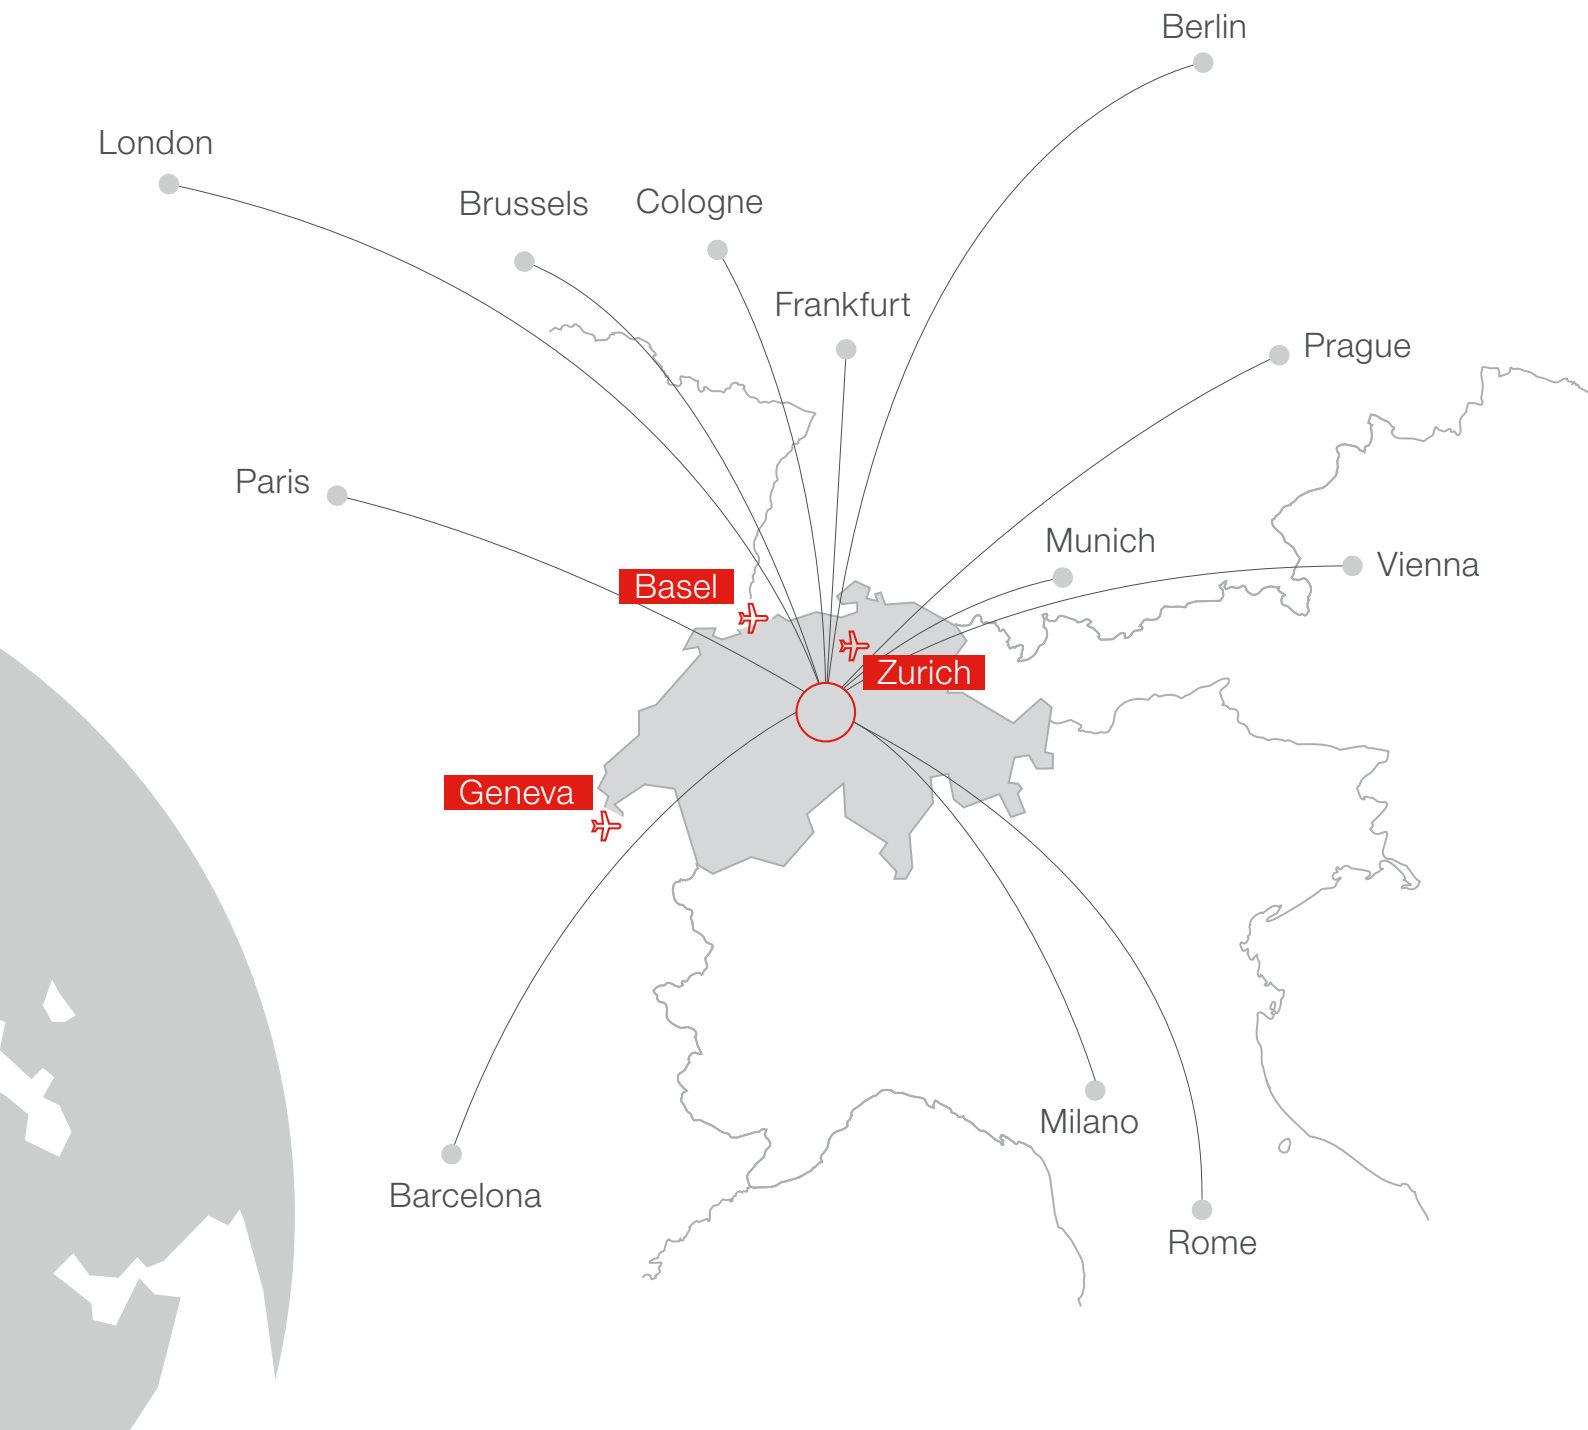 Berlin
London
Brussels
Cologne
Frankfurt
Prague
Paris
Munich
Vienna
Basel
Zurich
Geneva
Milano
Barcelona
Rome